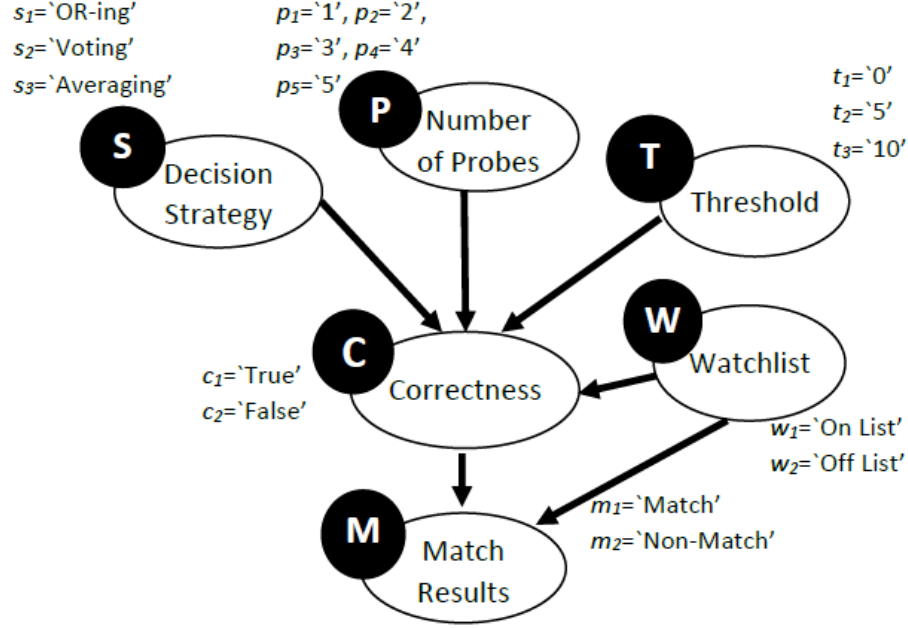 s₁=‘OR-ing’
s₂=‘Voting’
s₃=‘Averaging’
p₁=‘1’, p₂=‘2’,
p₃=‘3’, p₄=‘4’
p₅=‘5’
t₁=‘0’
t₂=‘5’
t₃=‘10’
S
Decision
Strategy
P
Number
of Probes
T
Threshold
C
Correctness
c₁=‘True’
c₂=‘False’
W
Watchlist
w₁=‘On List’
w₂=‘Off List’
M
Match
Results
m₁=‘Match’
m₂=‘Non-Match’